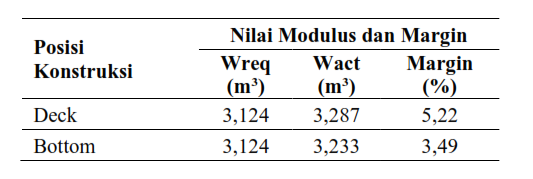 Posisi Konstruksi Nilai Modulus dan Margin
Wreq (m³) Wact (m³) Margin (%)
Deck 3,124 3,287 5,22
Bottom 3,124 3,233 3,49